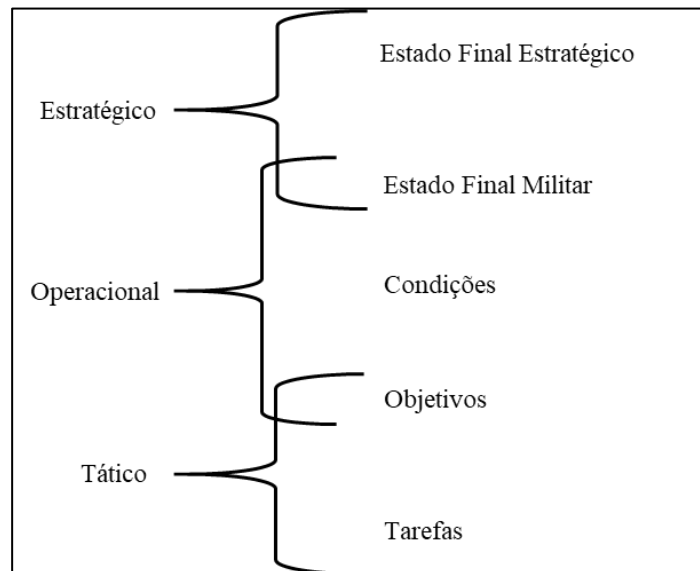 Estado Final Estratégico
Estratégico
Estado Final Militar
Condições
Operacional
Objetivos
Tático
Tarefas